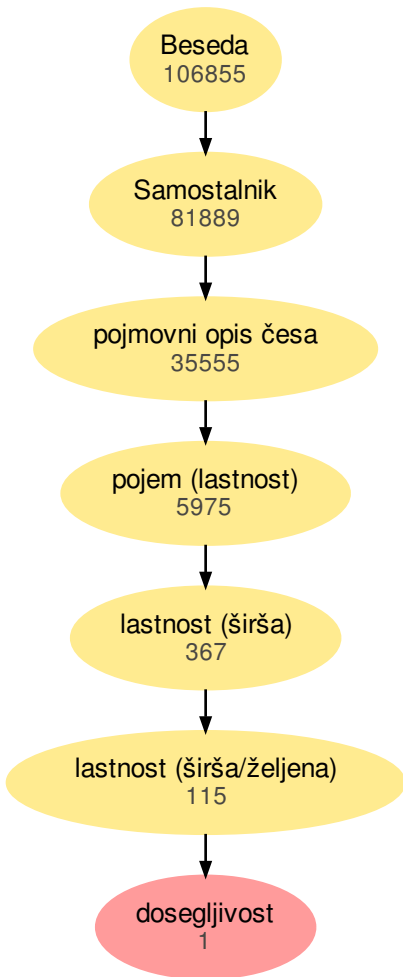 Beseda
106855
Samostalnik
81889
pojmovni opis česa
35555
pojem (lastnost)
5975
lastnost (širša)
367
lastnost (širša/željena)
115
dosegljivost
1